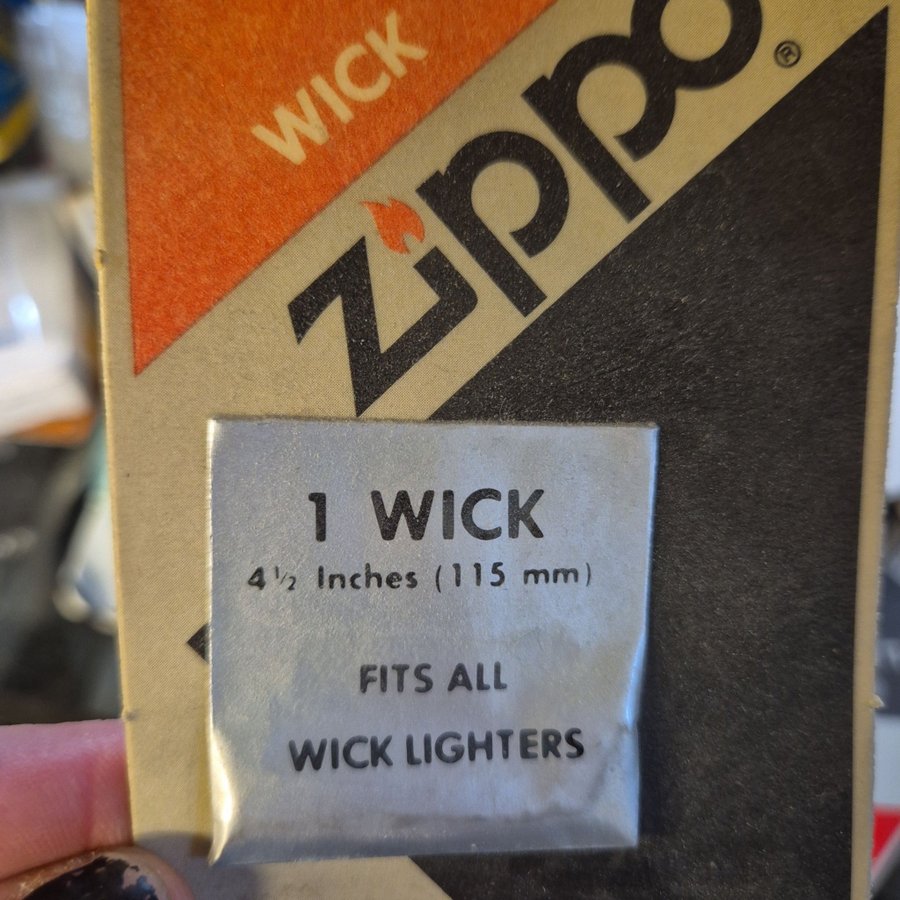 WICK
Zippo®
1 WICK
4½ Inches (115 mm)
FITS ALL
WICK LIGHTERS